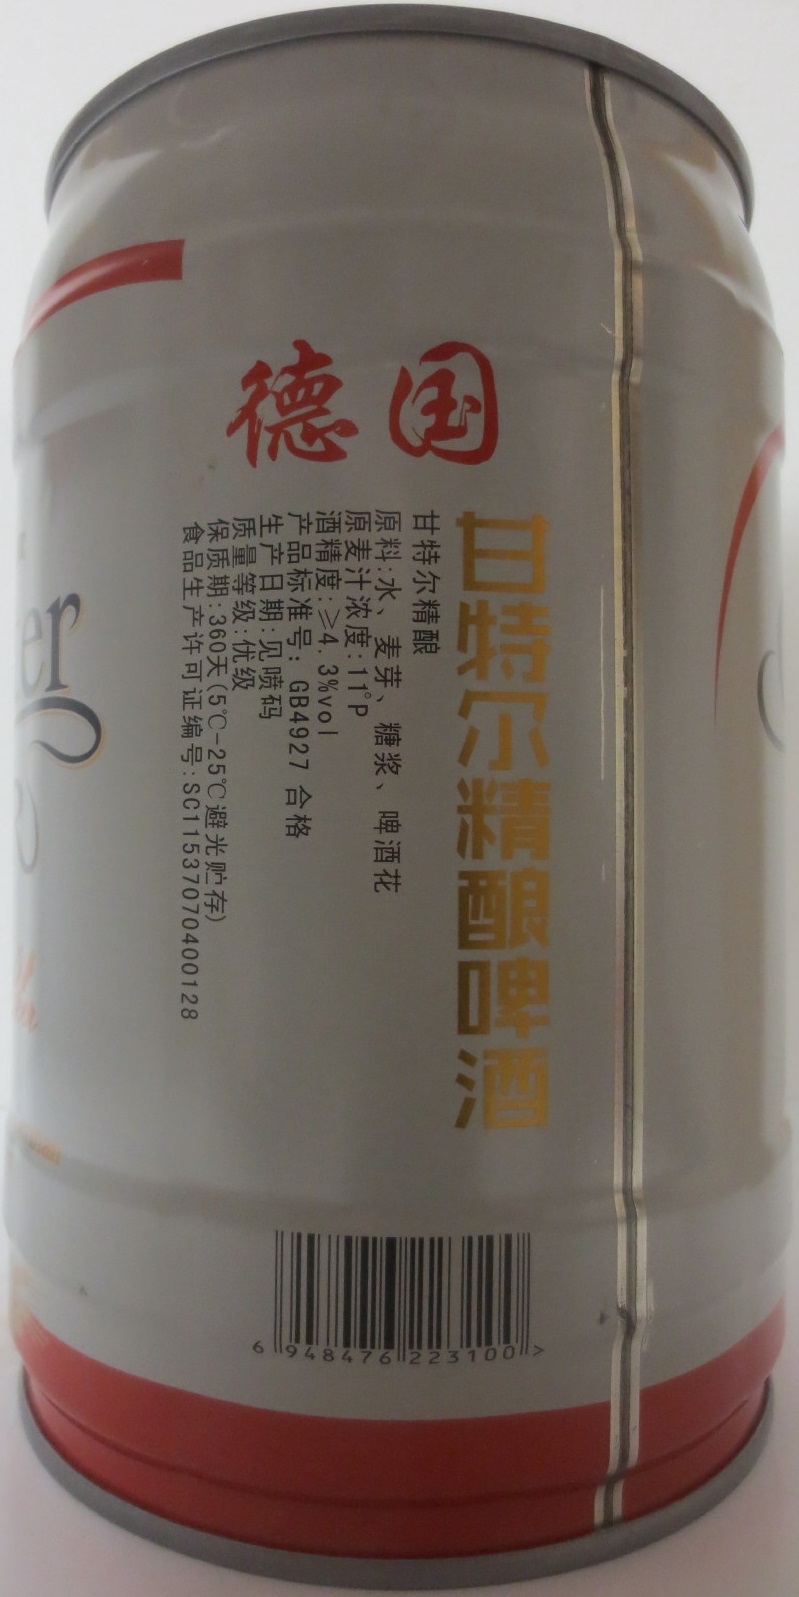 德国
甘特尔精酿啤酒
甘特尔精酿
原料:水、麦芽、糖浆、啤酒花
原麦汁浓度:11°P
酒精度:≥4.3%vol
产品标准号: GB4927 合格
生产日期:见喷码
质量等级:优级
保质期:360天(5℃-25℃避光贮存)
食品生产许可证编号:SC11537070400128
er
6 948476 223100 >